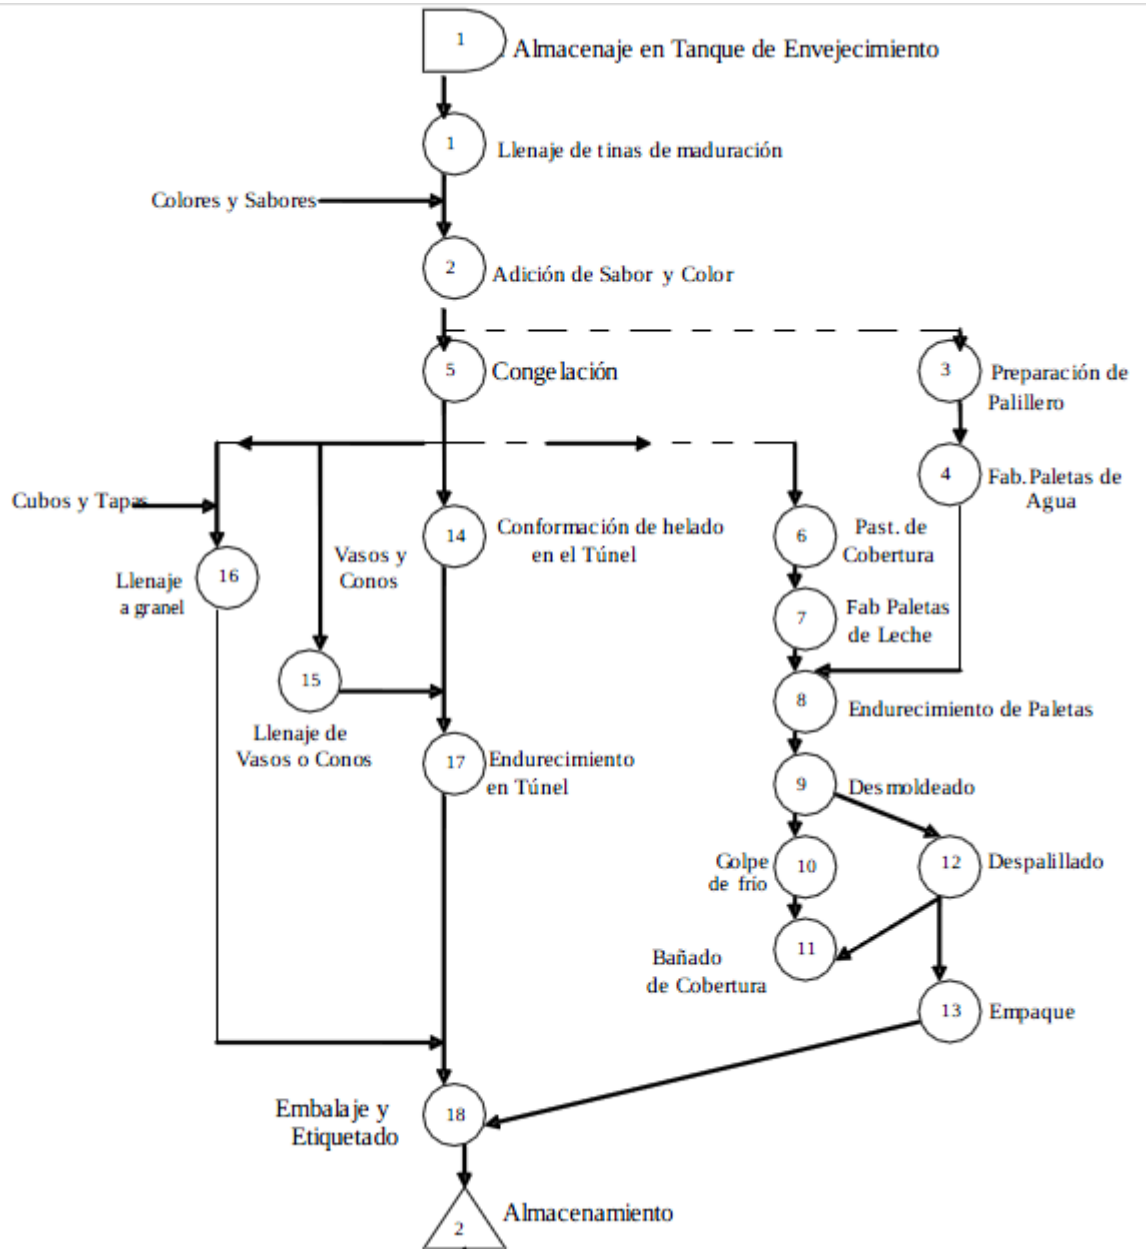 1
Almacenaje en Tanque de Envejecimiento
1
Llenaje de tinas de maduración
Colores y Sabores
2
Adición de Sabor y Color
5
Congelación
3
Preparación de
Palillero
4
Fab.Paletas de
Agua
Cubos y Tapas
16
Llenaje
a granel
Vasos y
Conos
14
Conformación de helado
en el Túnel
6
Past. de
Cobertura
7
Fab Paletas
de Leche
15
Llenaje de
Vasos o Conos
8
Endurecimiento de Paletas
17
Endurecimiento
en Túnel
9
Desmoldeado
Golpe
de frío
10
12
Despalillado
11
Bañado
de Cobertura
13
Empaque
Embalaje y
Etiquetado
18
2
Almacenamiento